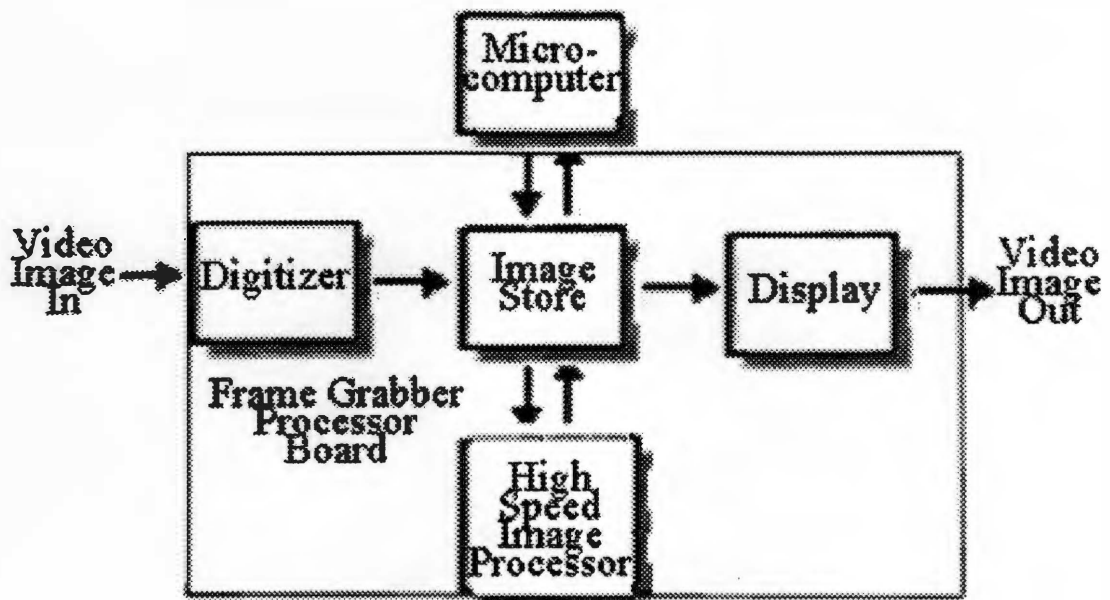 Micro-
computer
Video
Image
In
Digitizer
Image
Store
Display
Video
Image
Out
Frame Grabber
Processor
Board
High
Speed
Image
Processor